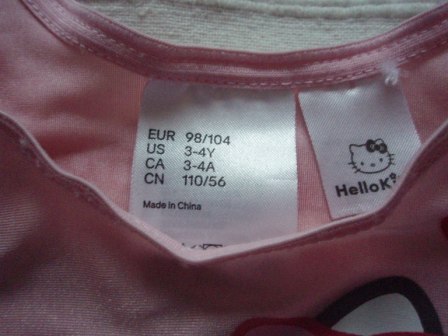 EUR 98/104
US 3-4Y
CA 3-4A
CN 110/56
Made in China
HelloK